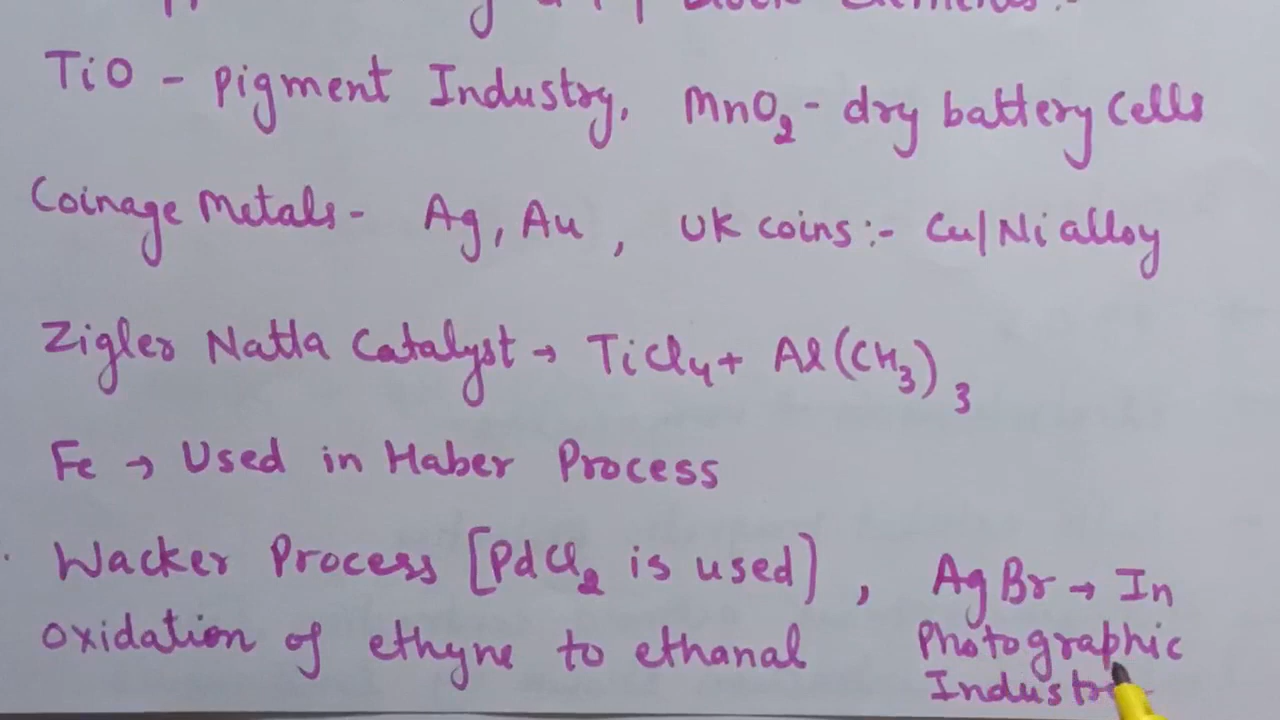 Block Elements :-
TiO - pigment Industry, MnO₂ - dry battery Cells
Coinage Metals - Ag, Au , UK coins :- Cu/Ni alloy
Zigler Natta Catalyst → TiCl₄ + Al(CH₃)₃
Fe → Used in Haber Process
Wacker Process [PdCl₂ is used] , AgBr → In
oxidation of ethyne to ethanal Photographic